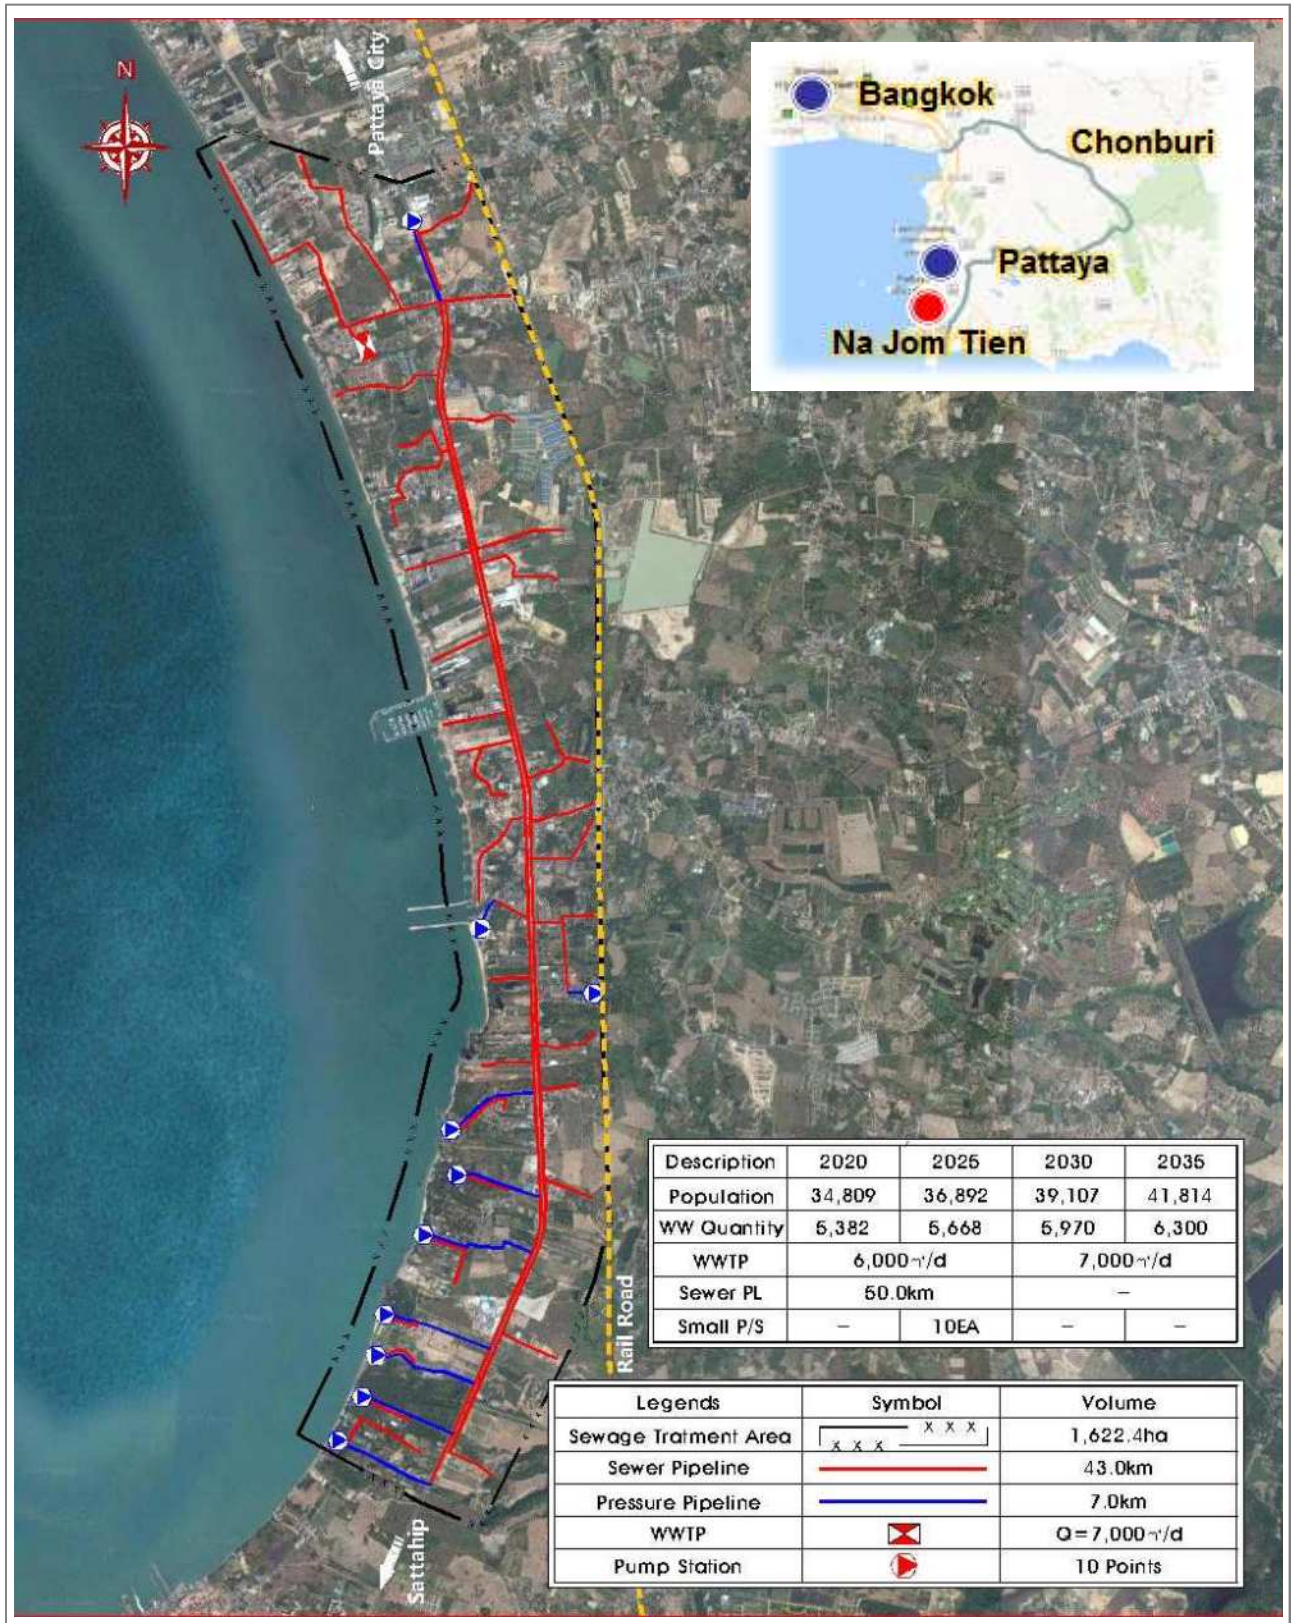 N
Pattaya City
Bangkok
Chonburi
Pattaya
Na Jom Tien
Description 2020 2025 2030 2035
Population 34,809 36,892 39,107 41,814
WW Quantity 5,382 5,668 5,970 6,300
WWTP 6,000㎥/d 7,000㎥/d
Sewer PL 50.0km –
Small P/S – 10EA – –
Rail Road
Legends Symbol Volume
Sewage Tratment Area x x x x x x 1,622.4ha
Sewer Pipeline 43.0km
Pressure Pipeline 7.0km
WWTP Q=7,000㎥/d
Pump Station 10 Points
Sattahip